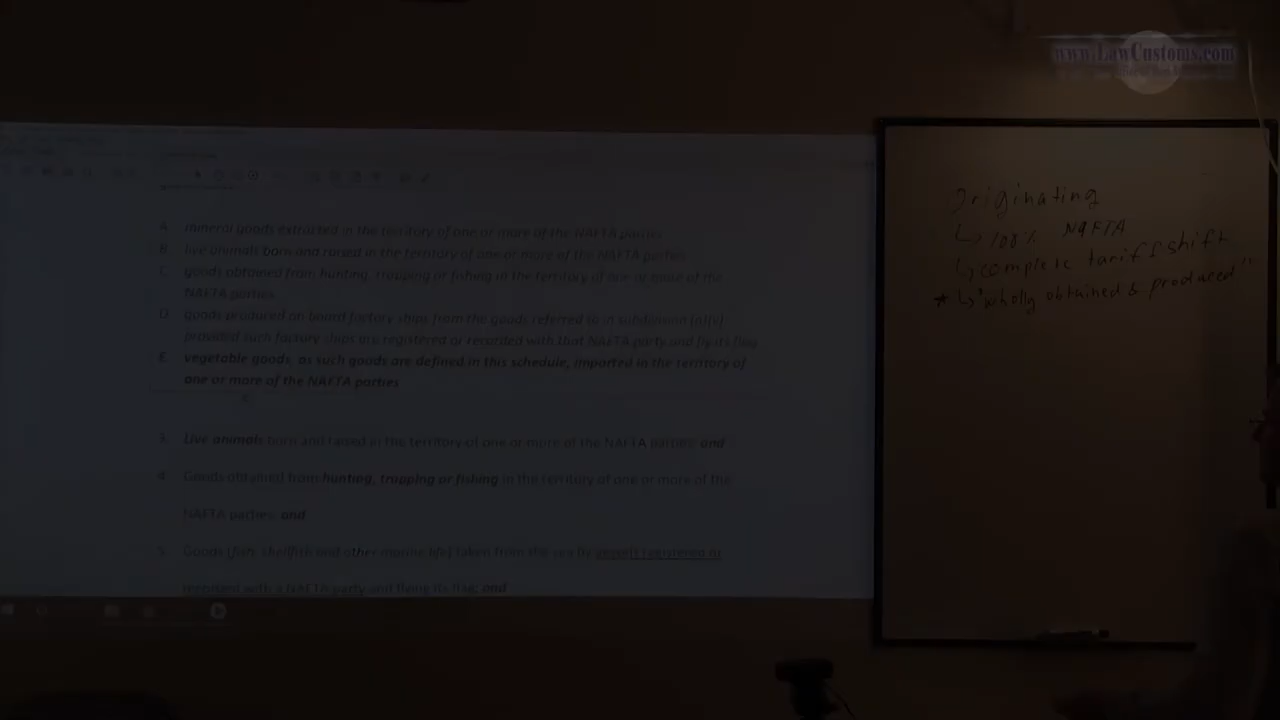 www.LawCustoms.com
A. mineral goods extracted in the territory of one or more of the NAFTA parties
B. live animals born and raised in the territory of one or more of the NAFTA parties
C. goods obtained from hunting, trapping or fishing in the territory of one or more of the
NAFTA parties
D. goods produced on board factory ships from the goods referred to in subdivision (n)(v)
provided such factory ships are registered or recorded with that NAFTA party and fly its flag
E. vegetable goods, as such goods are defined in this schedule, imported in the territory of
one or more of the NAFTA parties
3. Live animals born and raised in the territory of one or more of the NAFTA parties; and
4. Goods obtained from hunting, trapping or fishing in the territory of one or more of the
NAFTA parties; and
5. Goods (fish, shellfish and other marine life) taken from the sea by vessels registered or
recorded with a NAFTA party and flying its flag; and
Originating
↳ 100% NAFTA
↳ complete tariff shift
* ↳ "wholly obtained & produced"